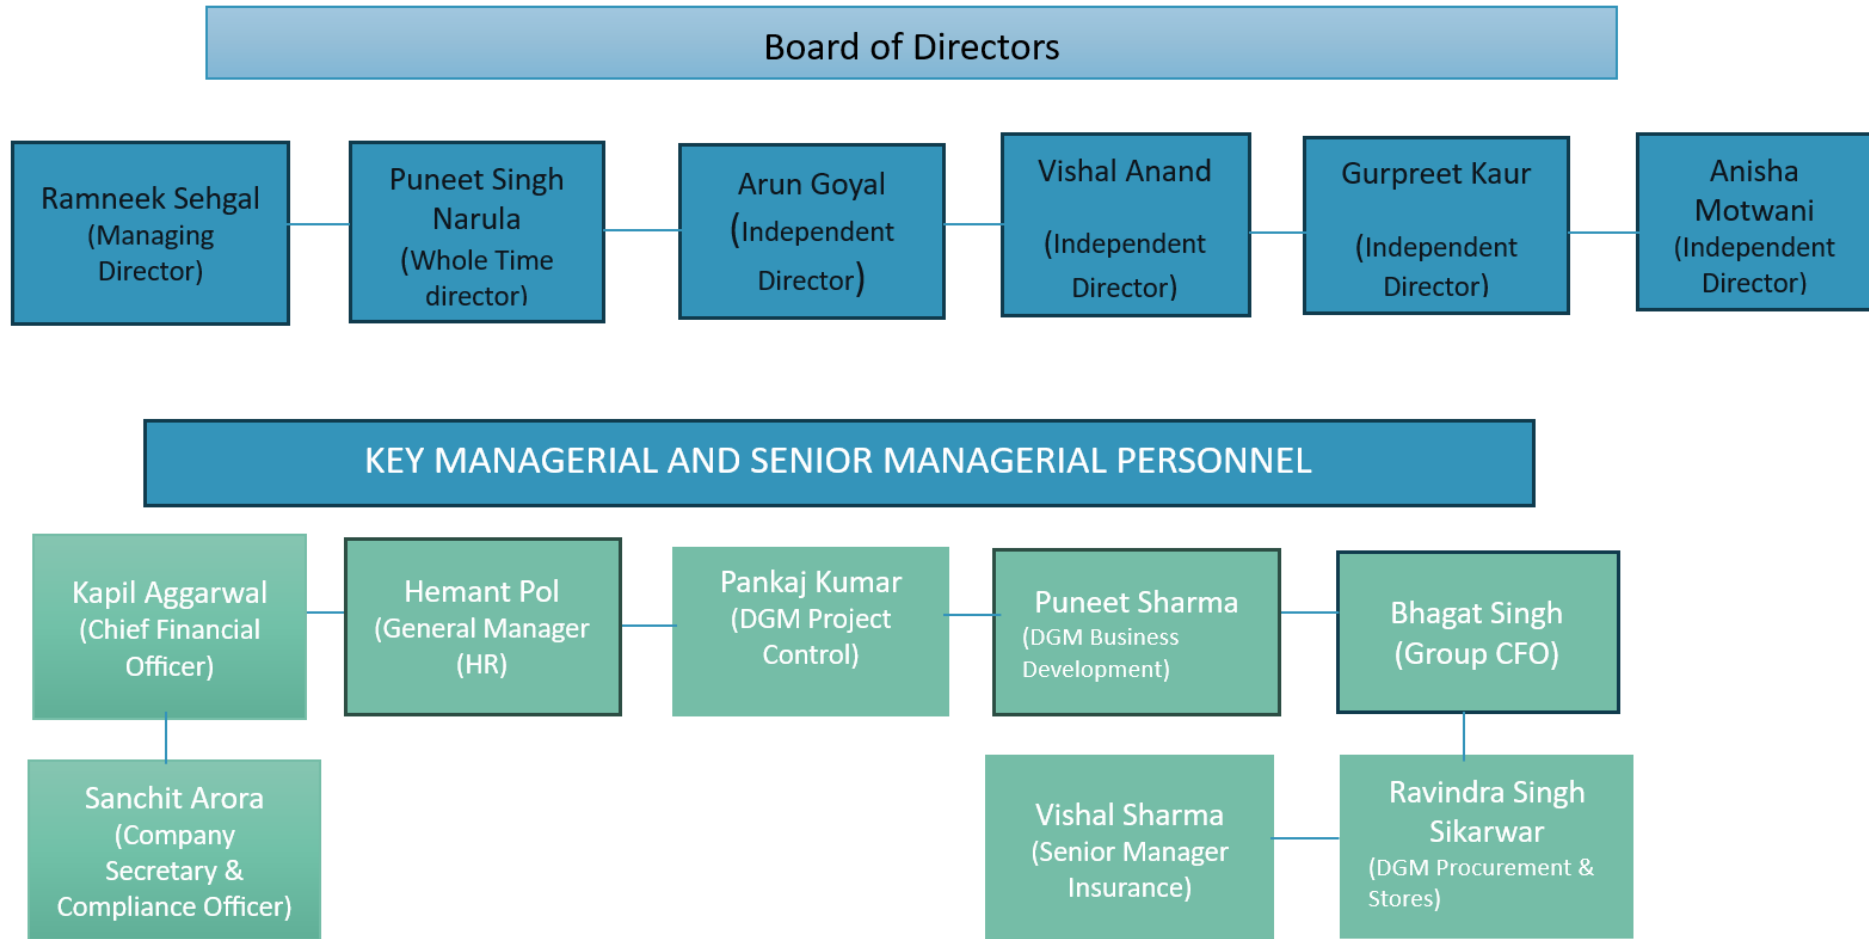 Board of Directors
Ramneek Sehgal
(Managing
Director)
Puneet Singh
Narula
(Whole Time
director)
Arun Goyal
(Independent
Director)
Vishal Anand
(Independent
Director)
Gurpreet Kaur
(Independent
Director)
Anisha
Motwani
(Independent
Director)
KEY MANAGERIAL AND SENIOR MANAGERIAL PERSONNEL
Kapil Aggarwal
(Chief Financial
Officer)
Hemant Pol
(General Manager
(HR)
Pankaj Kumar
(DGM Project
Control)
Puneet Sharma
(DGM Business
Development)
Bhagat Singh
(Group CFO)
Sanchit Arora
(Company
Secretary &
Compliance Officer)
Vishal Sharma
(Senior Manager
Insurance)
Ravindra Singh
Sikarwar
(DGM Procurement &
Stores)